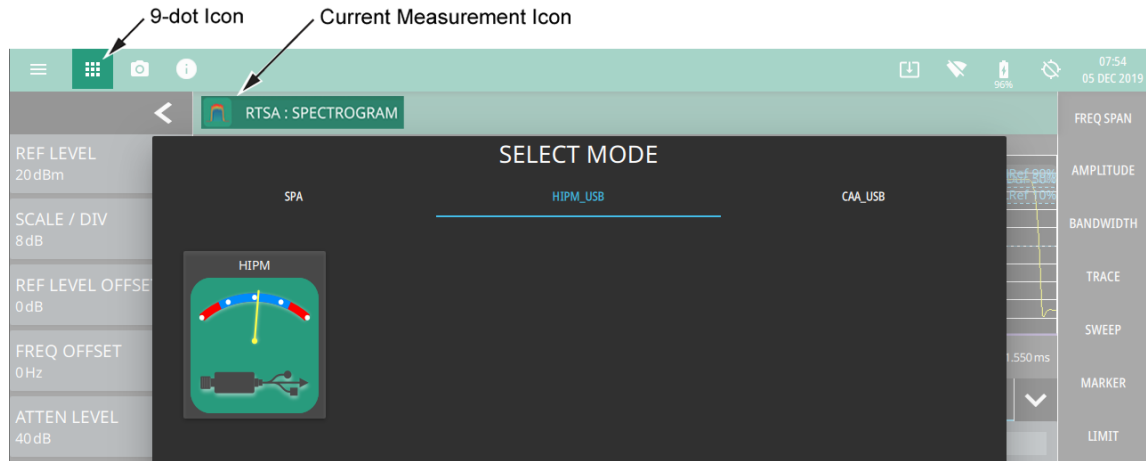 9-dot Icon
Current Measurement Icon
07:54
96%
05 DEC 2019
RTSA : SPECTROGRAM
FREQ SPAN
SELECT MODE
REF LEVEL
20 dBm
AMPLITUDE
SPA
HIPM_USB
CAA_USB
SCALE / DIV
8 dB
BANDWIDTH
HIPM
REF LEVEL OFFSE
0 dB
TRACE
SWEEP
FREQ OFFSET
0 Hz
1.550 ms
MARKER
ATTEN LEVEL
40 dB
LIMIT